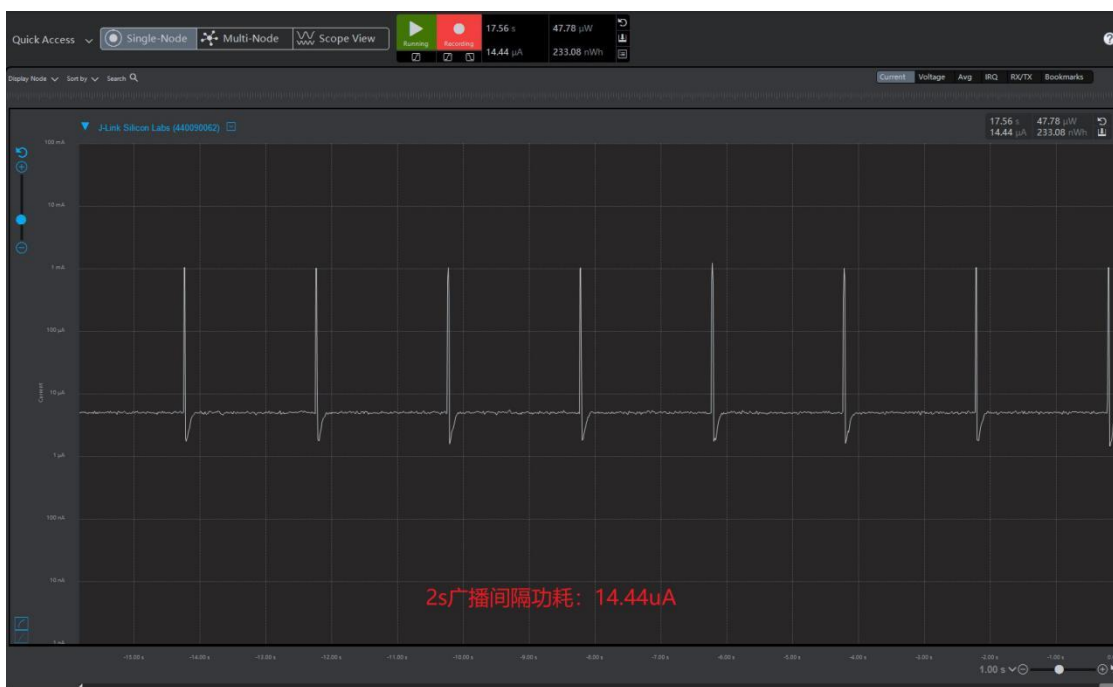 Quick Access
Single-Node
Multi-Node
Scope View
Running
Recording
17.56 s
47.78 μW
14.44 μA
233.08 nWh
?
Display Node
Sort by
Search
Current
Voltage
Avg
IRQ
RX/TX
Bookmarks
J-Link Silicon Labs (440090062)
17.56 s
47.78 μW
14.44 μA
233.08 nWh
100 mA
10 mA
1 mA
100 μA
10 μA
1 μA
100 nA
10 nA
1 nA
Current
2s广播间隔功耗：14.44uA
-15.00 s
-14.00 s
-13.00 s
-12.00 s
-11.00 s
-10.00 s
-9.00 s
-8.00 s
-7.00 s
-6.00 s
-5.00 s
-4.00 s
-3.00 s
-2.00 s
-1.00 s
1.00 s